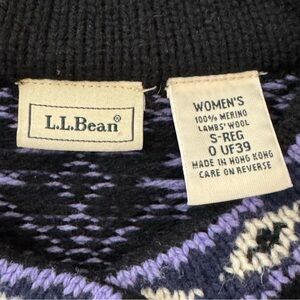 L.L.Bean®
WOMEN'S
100% MERINO
LAMBS' WOOL
S-REG
0 UF39
MADE IN HONG KONG
CARE ON REVERSE